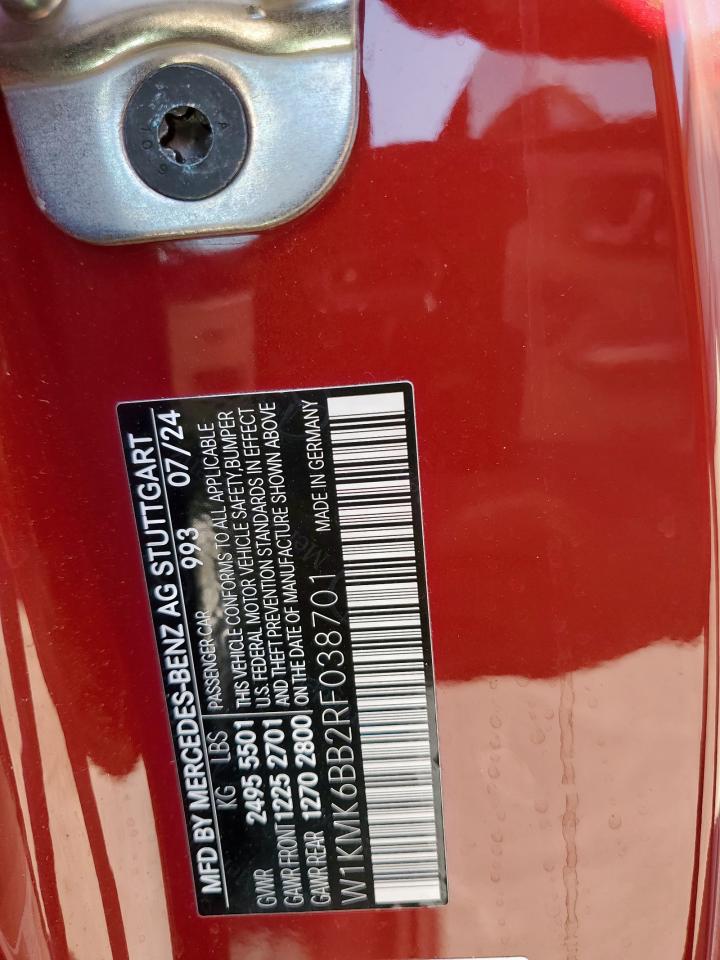 A
10.9
MFD BY MERCEDES-BENZ AG STUTTGART
993 07/24
KG LBS PASSENGER CAR
GVWR 2495 5501
GAWR FRONT 1225 2701
GAWR REAR 1270 2800
THIS VEHICLE CONFORMS TO ALL APPLICABLE
U.S. FEDERAL MOTOR VEHICLE SAFETY,BUMPER
AND THEFT PREVENTION STANDARDS IN EFFECT
ON THE DATE OF MANUFACTURE SHOWN ABOVE
W1KMK6BB2RF038701 MADE IN GERMANY